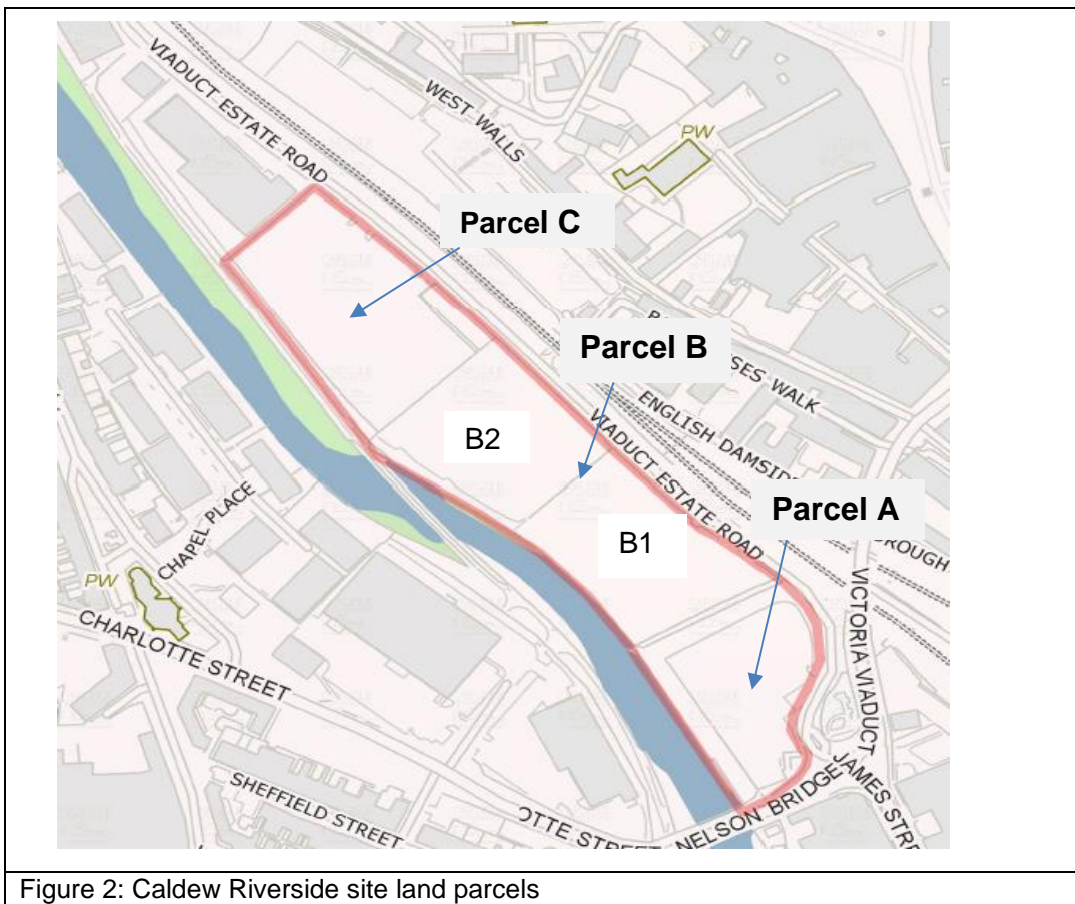 VIADUCT ESTATE ROAD
WEST WALLS
PW
Parcel C
Parcel B
SES WALK
ENGLISH DAMSID
B2
VIADUCT ESTATE ROAD
Parcel A
B1
ROUGH
CHAPEL PLACE
PW
VICTORIA VIADUCT
CHARLOTTE STREET
SHEFFIELD STREET
OTTE STREET
NELSON BRIDGE
JAMES STRE
Figure 2: Caldew Riverside site land parcels